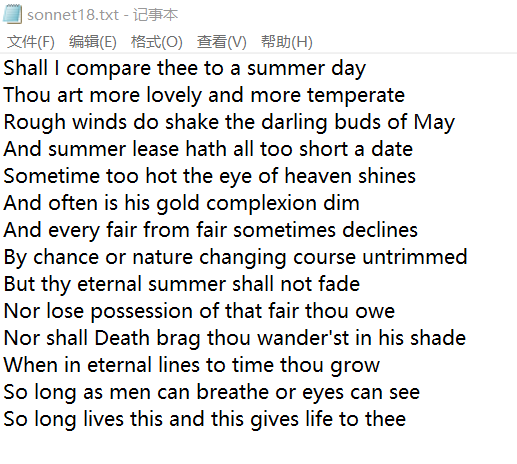 sonnet18.txt - 记事本
文件(F) 编辑(E) 格式(O) 查看(V) 帮助(H)
Shall I compare thee to a summer day
Thou art more lovely and more temperate
Rough winds do shake the darling buds of May
And summer lease hath all too short a date
Sometime too hot the eye of heaven shines
And often is his gold complexion dim
And every fair from fair sometimes declines
By chance or nature changing course untrimmed
But thy eternal summer shall not fade
Nor lose possession of that fair thou owe
Nor shall Death brag thou wander'st in his shade
When in eternal lines to time thou grow
So long as men can breathe or eyes can see
So long lives this and this gives life to thee